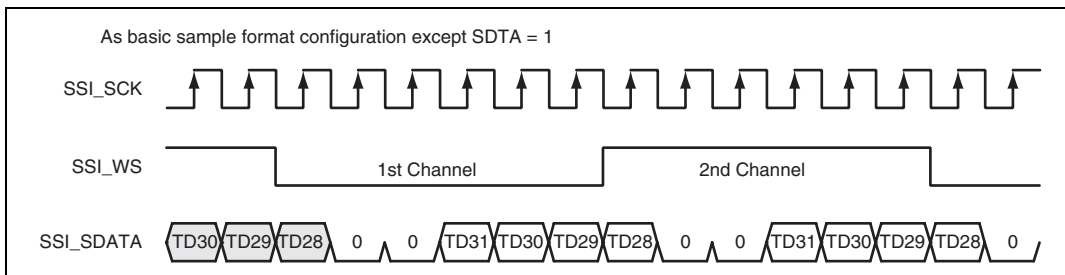 As basic sample format configuration except SDTA = 1
SSI_SCK
SSI_WS 1st Channel 2nd Channel
SSI_SDATA TD30 TD29 TD28 0 0 TD31 TD30 TD29 TD28 0 0 TD31 TD30 TD29 TD28 0